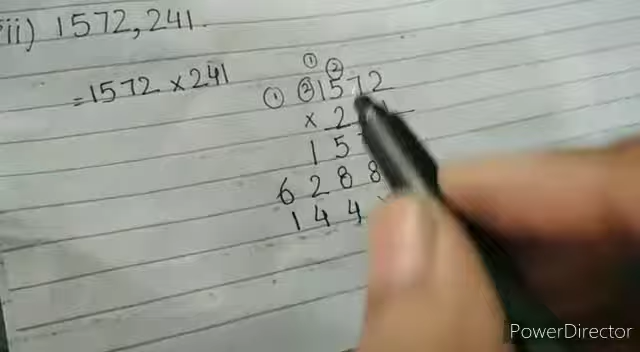 ii) 1572, 241.
= 1572 × 241
① ②
① ② 1572
× 2
1 5
6 2 8 8
1 4 4
PowerDirector